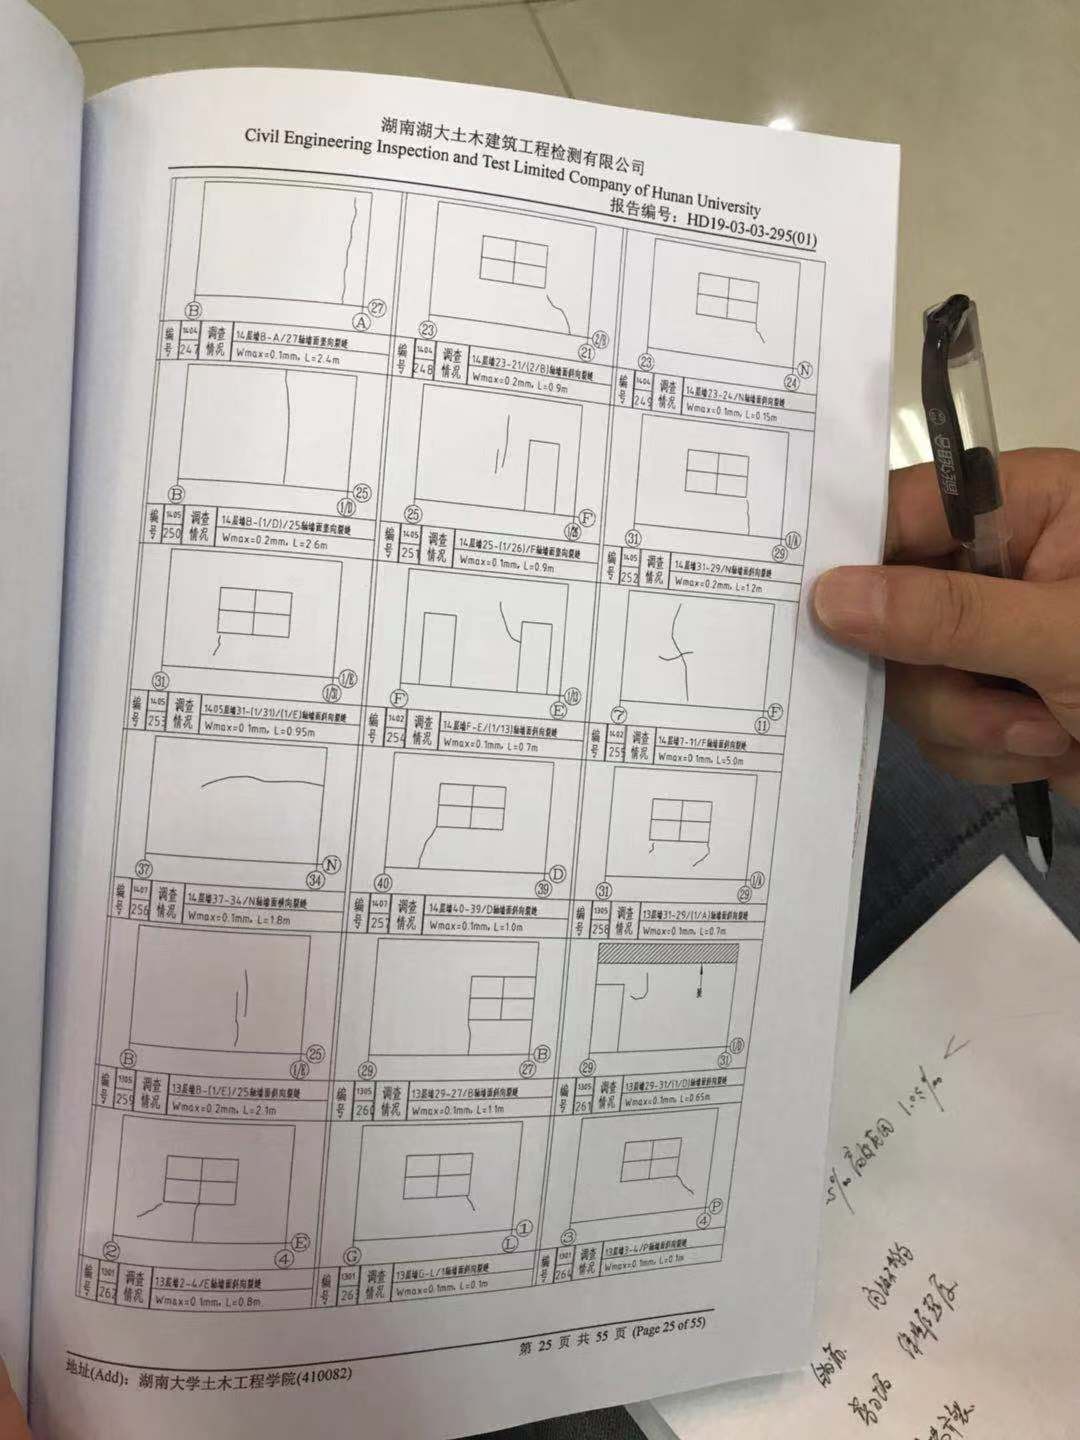 湖南湖大土木建筑工程检测有限公司
Civil Engineering Inspection and Test Limited Company of Hunan University
报告编号：HD19-03-03-295(01)
B A 27
23 21 2/B
23 24 N
编号 1404 247 调查情况 14层墙B-A/27轴墙面竖向裂缝
Wmax=0.1mm, L=2.4m
编号 1404 248 调查情况 14层墙23-21/(2/B)轴墙面斜向裂缝
Wmax=0.2mm, L=0.9m
编号 1404 249 调查情况 14层墙23-24/N轴墙面斜向裂缝
Wmax=0.1mm, L=0.15m
B 1/D 25
25 1/26 F
31 29 1/A
编号 1405 250 调查情况 14层墙B-(1/D)/25轴墙面竖向裂缝
Wmax=0.2mm, L=2.6m
编号 1405 251 调查情况 14层墙25-(1/26)/F轴墙面竖向裂缝
Wmax=0.1mm, L=0.9m
编号 1405 252 调查情况 14层墙31-29/N轴墙面斜向裂缝
Wmax=0.2mm, L=1.2m
31 1/31 1/E
F E 1/13
7 11 F
编号 1405 253 调查情况 1405层墙31-(1/31)/(1/E)轴墙面斜向裂缝
Wmax=0.1mm, L=0.95m
编号 1402 254 调查情况 14层墙F-E/(1/13)轴墙面斜向裂缝
Wmax=0.1mm, L=0.7m
编号 1402 255 调查情况 14层墙7-11/F轴墙面斜向裂缝
Wmax=0.1mm, L=5.0m
37 34 N
40 39 D
31 29 1/A
编号 1407 256 调查情况 14层墙37-34/N轴墙面横向裂缝
Wmax=0.1mm, L=1.8m
编号 1407 257 调查情况 14层墙40-39/D轴墙面斜向裂缝
Wmax=0.1mm, L=1.0m
编号 1305 258 调查情况 13层墙31-29/(1/A)轴墙面斜向裂缝
Wmax=0.1mm, L=0.7m
B 1/E 25
29 27 B
梁
29 31 1/D
编号 1305 259 调查情况 13层墙B-(1/E)/25轴墙面竖向裂缝
Wmax=0.2mm, L=2.1m
编号 1305 260 调查情况 13层墙29-27/B轴墙面斜向裂缝
Wmax=0.1mm, L=1.1m
编号 1305 261 调查情况 13层墙29-31/(1/D)轴墙面斜向裂缝
Wmax=0.1mm, L=0.65m
2 4 E
G L 1
3 4 P
编号 1301 262 调查情况 13层墙2-4/E轴墙面斜向裂缝
Wmax=0.1mm, L=0.8m
编号 1301 263 调查情况 13层墙G-L/1轴墙面斜向裂缝
Wmax=0.1mm, L=0.1m
编号 1301 264 调查情况 13层墙3-4/P轴墙面斜向裂缝
Wmax=0.1mm, L=0.1m
第 25 页 共 55 页 (Page 25 of 55)
地址(Add)：湖南大学土木工程学院(410082)